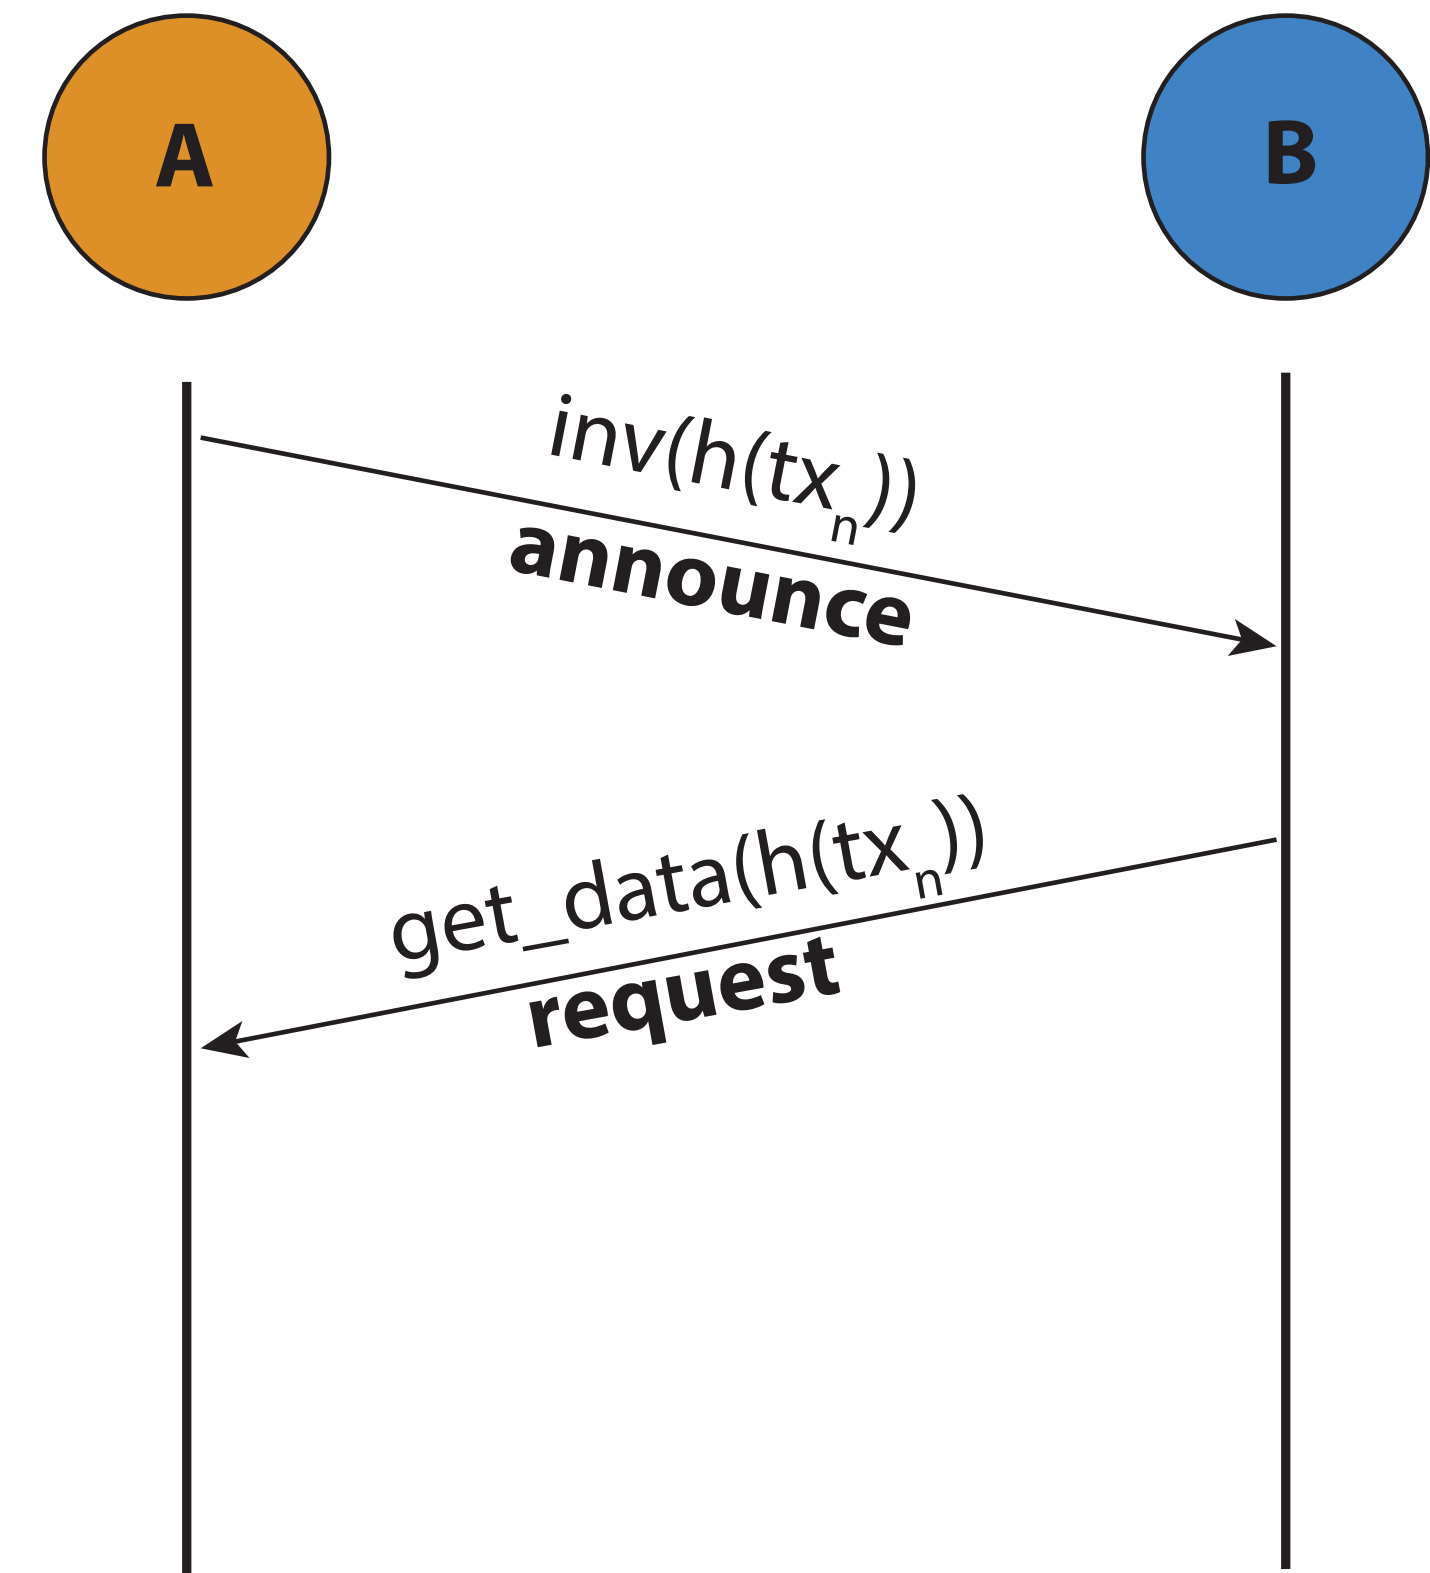 A
B
inv(h(txn))
announce
get_data(h(txn))
request